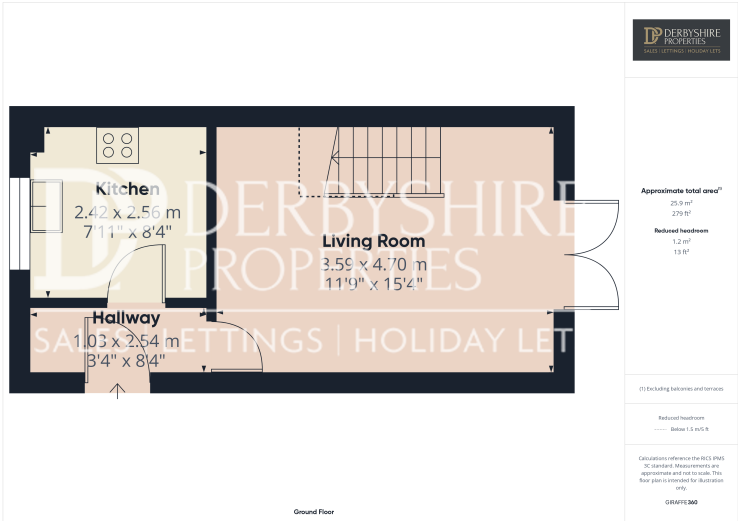 DERBYSHIRE
PROPERTIES
SALES | LETTINGS | HOLIDAY LETS
Kitchen
2.42 x 2.56 m
7'11" x 8'4"
Living Room
3.59 x 4.70 m
11'9" x 15'4"
Hallway
1.03 x 2.54 m
3'4" x 8'4"
DERBYSHIRE
PROPERTIES
SALES | LETTINGS | HOLIDAY LET
Ground Floor
Approximate total area(1)
25.9 m²
279 ft²
Reduced headroom
1.2 m²
13 ft²
(1) Excluding balconies and terraces
Reduced headroom
Below 1.5 m/5 ft
Calculations reference the RICS IPMS
3C standard. Measurements are
approximate and not to scale. This
floor plan is intended for illustration
only.
GIRAFFE360